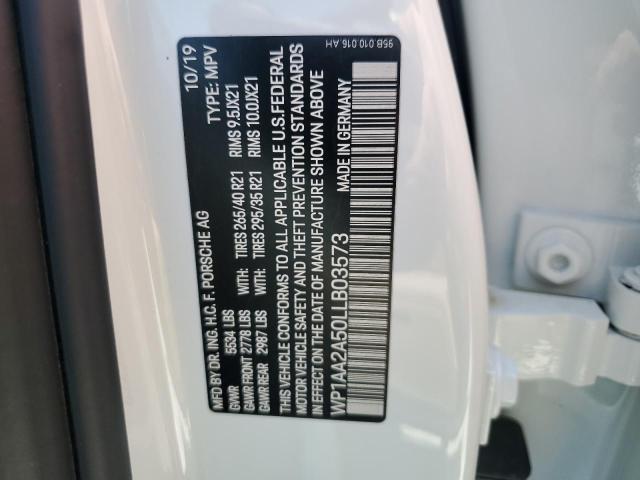 MFD BY DR. ING. H.C. F. PORSCHE AG 10/19
GVWR 5534 LBS TYPE: MPV
GAWR FRONT 2778 LBS WITH TIRES 265/40 R21 RIMS 9.5JX21
GAWR REAR 2987 LBS WITH TIRES 295/35 R21 RIMS 10.0JX21
THIS VEHICLE CONFORMS TO ALL APPLICABLE U.S. FEDERAL
MOTOR VEHICLE SAFETY AND THEFT PREVENTION STANDARDS
IN EFFECT ON THE DATE OF MANUFACTURE SHOWN ABOVE
WP1AA2A50LLB03573 MADE IN GERMANY
95B 010 016 AH